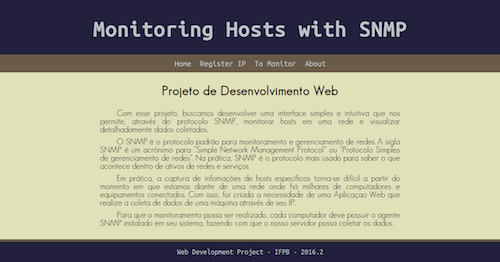 Monitoring Hosts with SNMP
Home Register IP To Monitor About
Projeto de Desenvolvimento Web
Com esse projeto, buscamos desenvolver uma interface simples e intuitiva que nos
permite, através do protocolo SNMP, monitorar hosts em uma rede e visualizar
detalhadamente dados coletados.
O SNMP é o protocolo padrão para monitoramento e gerenciamento de redes. A sigla
SNMP é um acrônimo para "Simple Network Management Protocol" ou "Protocolo Simples
de gerenciamento de redes". Na prática, SNMP é o protocolo mais usado para saber o que
acontece dentro de ativos de redes e serviços.
Em prática, a captura de infomações de hosts específicos torna-se difícil a partir do
momento em que estamos diante de uma rede onde há milhares de computadores e
equipamentos conectados. Com isso, foi criada a necessidade de uma Aplicaçao Web que
realize a coleta de dados de uma máquina através de seu IP.
Para que o monitoramento possa ser realizado, cada computador deve possuir o agente
SNMP instalado em seu sistema, fazendo com que o nosso servidor possa coletar os dados.
Web Development Project - IFPB - 2016.2